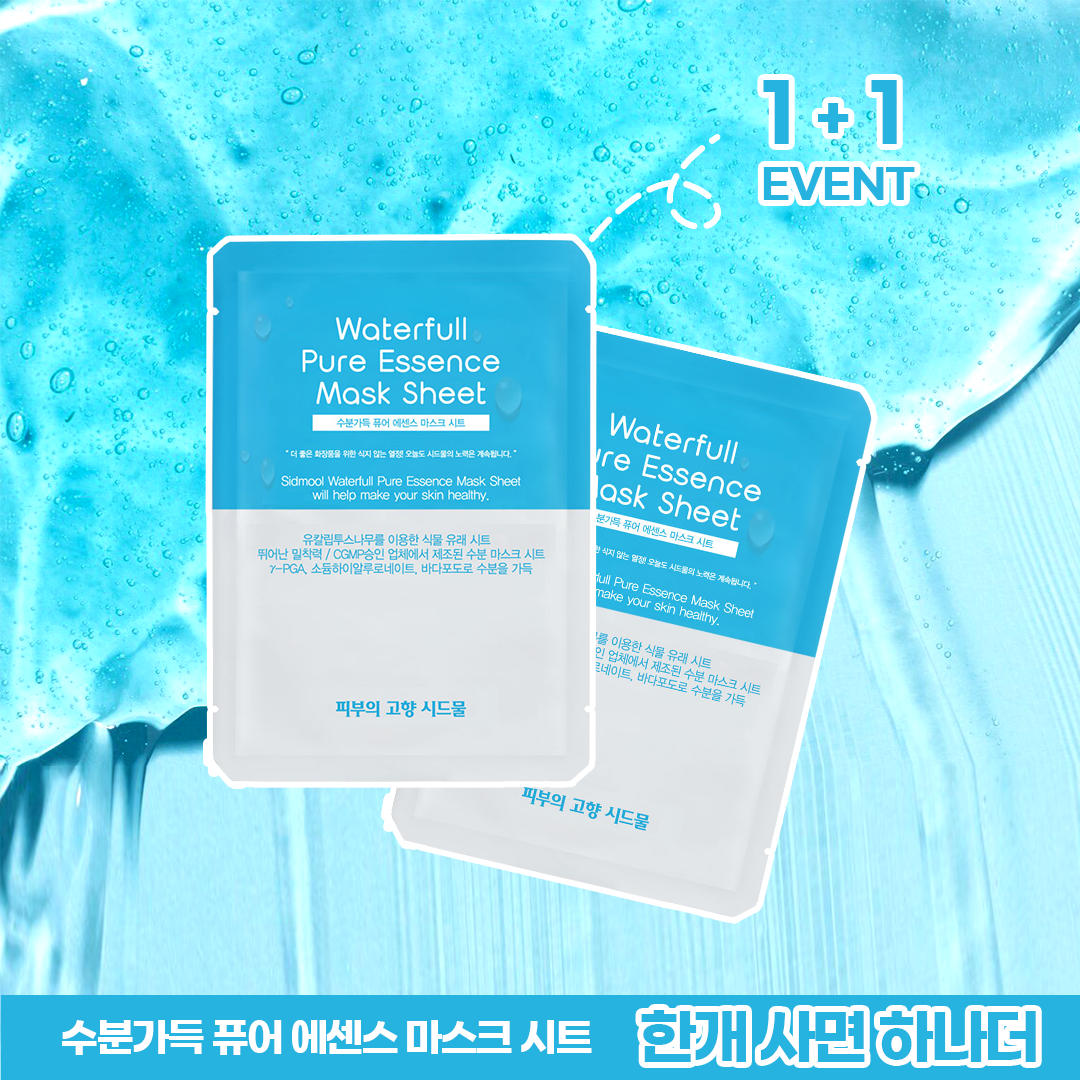 1+1
EVENT
Waterfull
Pure Essence
Mask Sheet
수분가득 퓨어 에센스 마스크 시트
" 더 좋은 화장품을 위한 식지 않는 열정! 오늘도 시드물의 노력은 계속됩니다. "
Sidmool Waterfull Pure Essence Mask Sheet
will help make your skin healthy.
유칼립투스나무를 이용한 식물 유래 시트
뛰어난 밀착력 / CGMP승인 업체에서 제조된 수분 마스크 시트
γ-PGA, 소듐하이알루로네이트, 바다포도로 수분을 가득
피부의 고향 시드물
Waterfull
ure Essence
ask Sheet
퓨어 에센스 마스크 시트
식지 않는 열정! 오늘도 시드물의 노력은 계속됩니다. "
full Pure Essence Mask Sheet
make your skin healthy.
를 이용한 식물 유래 시트
인 업체에서 제조된 수분 마스크 시트
로네이트, 바다포도로 수분을 가득
피부의 고향 시드물
수분가득 퓨어 에센스 마스크 시트
한개 사면 하나더